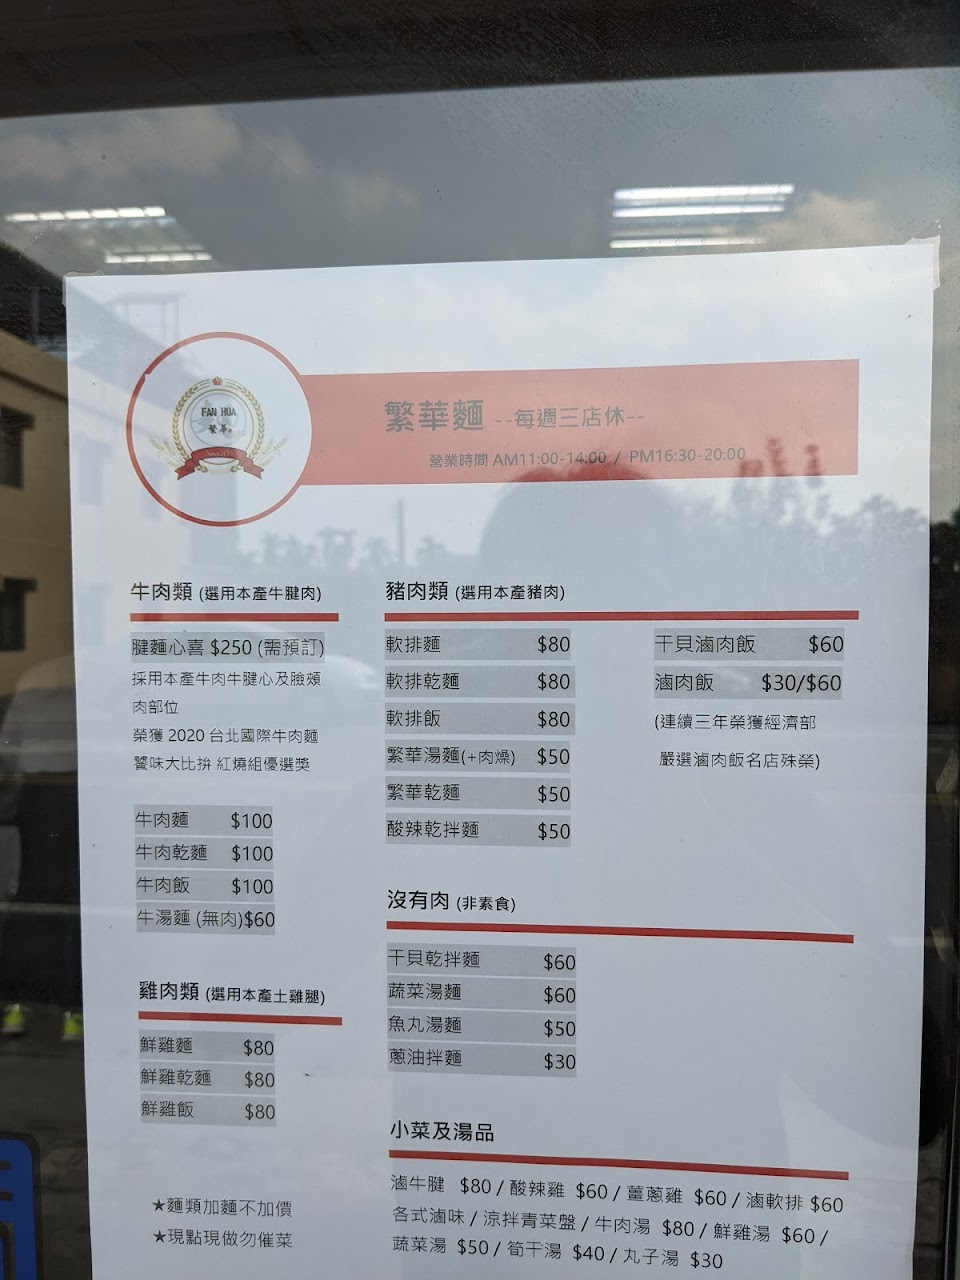 FAN HUA
繁華麵 --每週三店休--
營業時間 AM11:00-14:00 / PM16:30-20:00
牛肉類 (選用本產牛腱肉)
腱麵心喜 $250 (需預訂)
採用本產牛肉牛腱心及臉頰
肉部位
榮獲 2020 台北國際牛肉麵
饕味大比拚 紅燒組優選獎
牛肉麵 $100
牛肉乾麵 $100
牛肉飯 $100
牛湯麵 (無肉)$60
雞肉類 (選用本產土雞腿)
鮮雞麵 $80
鮮雞乾麵 $80
鮮雞飯 $80
★麵類加麵不加價
★現點現做勿催菜
豬肉類 (選用本產豬肉)
軟排麵 $80
軟排乾麵 $80
軟排飯 $80
繁華湯麵(+肉燥) $50
繁華乾麵 $50
酸辣乾拌麵 $50
干貝滷肉飯 $60
滷肉飯 $30/$60
(連續三年榮獲經濟部
嚴選滷肉飯名店殊榮)
沒有肉 (非素食)
干貝乾拌麵 $60
蔬菜湯麵 $60
魚丸湯麵 $50
蔥油拌麵 $30
小菜及湯品
滷牛腱 $80 / 酸辣雞 $60 / 薑蔥雞 $60 / 滷軟排 $60
各式滷味 / 涼拌青菜盤 / 牛肉湯 $80 / 鮮雞湯 $60 /
蔬菜湯 $50 / 筍干湯 $40 / 丸子湯 $30